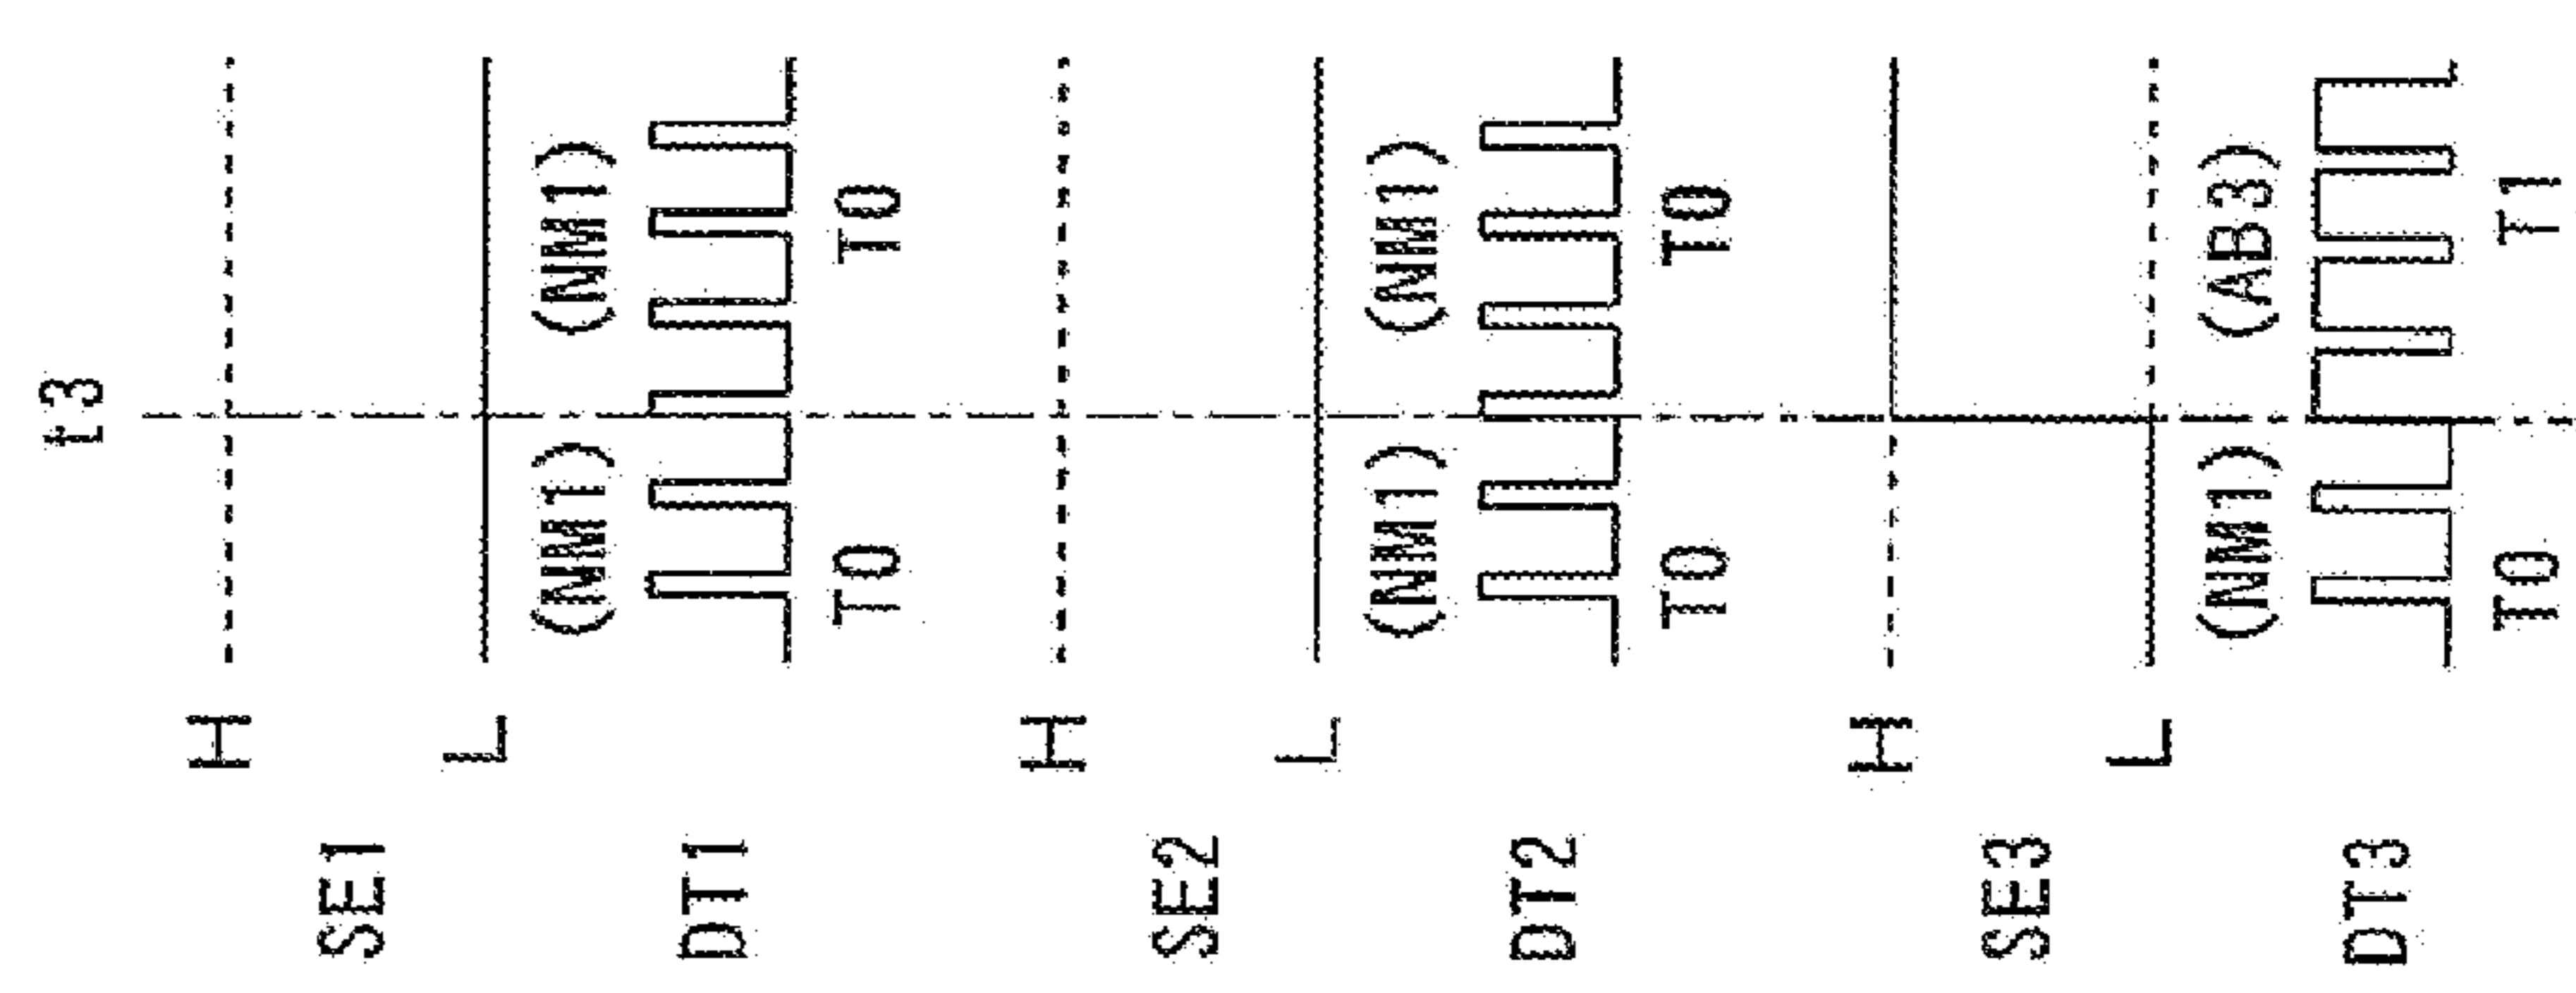 t3
H
SE1
L
(NM1) (NM1)
DT1
T0 T0
H
SE2
L
(NM1) (NM1)
DT2
T0 T0
H
SE3
L
(NM1) (AB3)
DT3
T0 T1